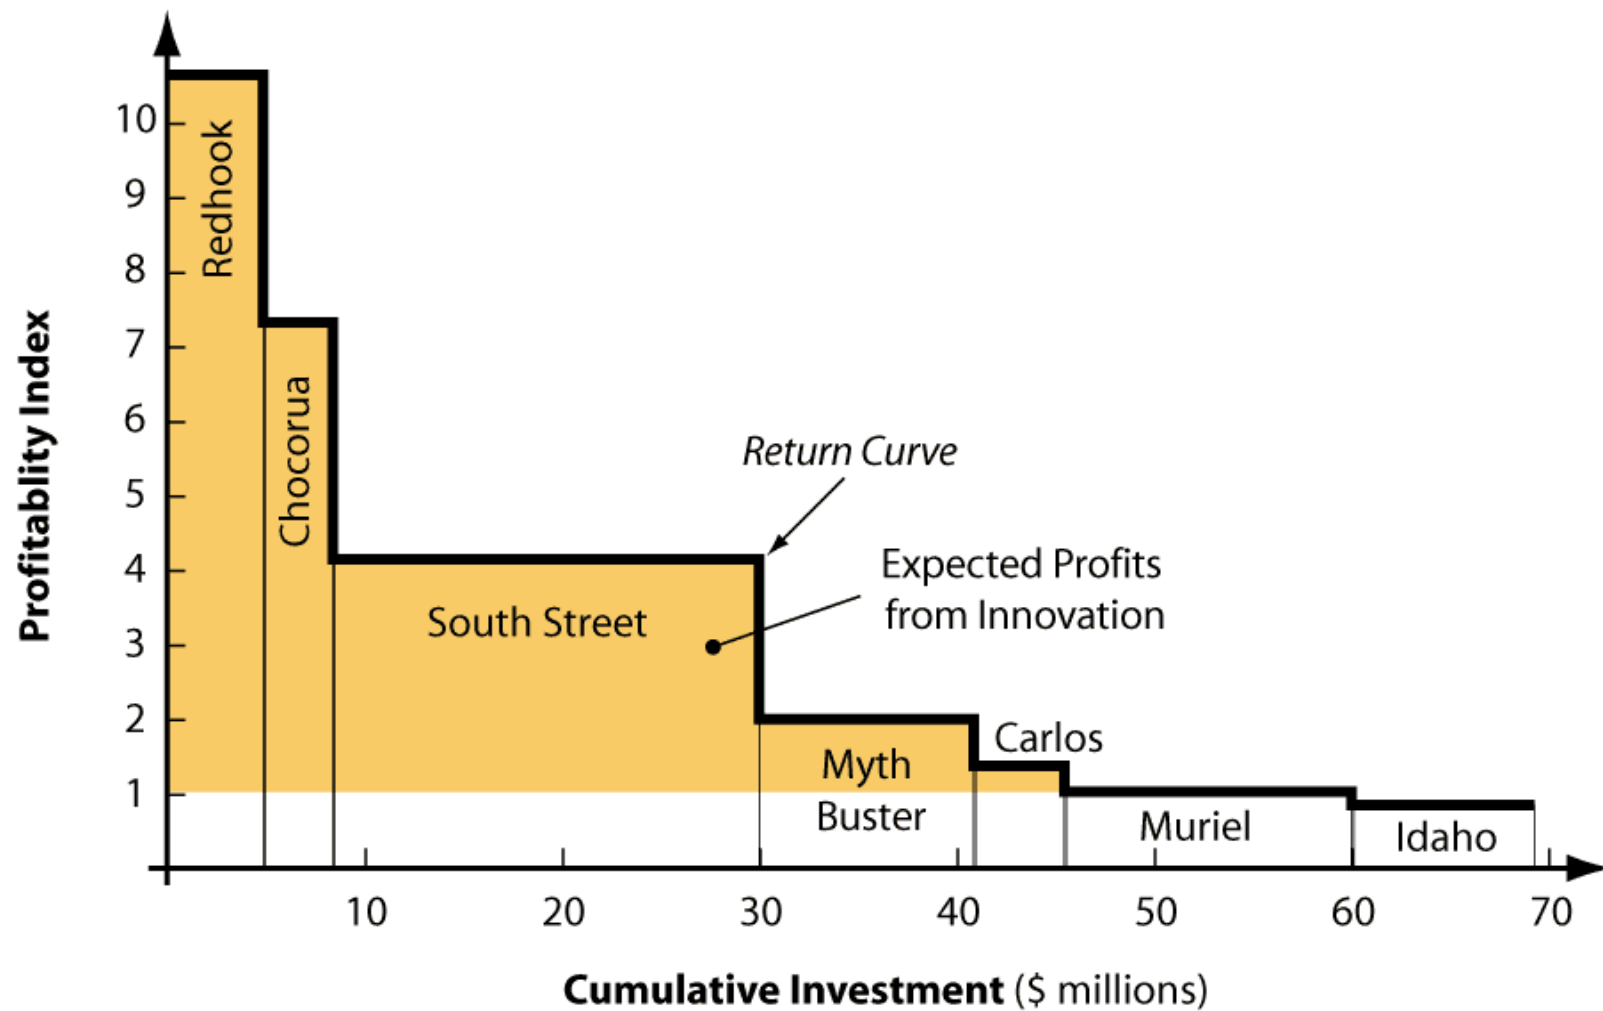 Profitablity Index
10
9
8
7
6
5
4
3
2
1
Redhook
Chocorua
South Street
Return Curve
Expected Profits
from Innovation
Myth
Buster
Carlos
Muriel
Idaho
10 20 30 40 50 60 70
Cumulative Investment ($ millions)